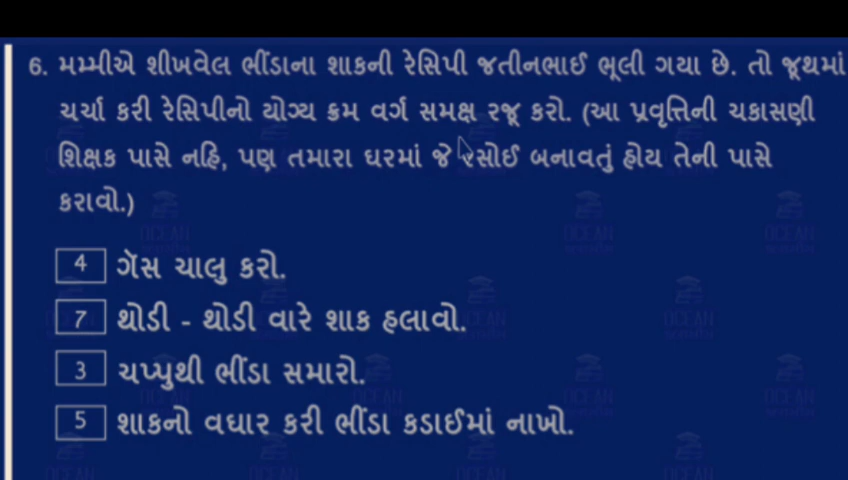 6. મમ્મીએ શીખવેલ ભીંડાના શાકની રેસિપી જતીનભાઈ ભૂલી ગયા છે. તો જૂથમાં
ચર્ચા કરી રેસિપીનો યોગ્ય ક્રમ વર્ગ સમક્ષ રજૂ કરો. (આ પ્રવૃત્તિની ચકાસણી
શિક્ષક પાસે નહિ, પણ તમારા ઘરમાં જે રસોઈ બનાવતું હોય તેની પાસે
કરાવો.)
4 ગૅસ ચાલુ કરો.
7 થોડી - થોડી વારે શાક હલાવો.
3 ચપ્પુથી ભીંડા સમારો.
5 શાકનો વઘાર કરી ભીંડા કડાઈમાં નાખો.